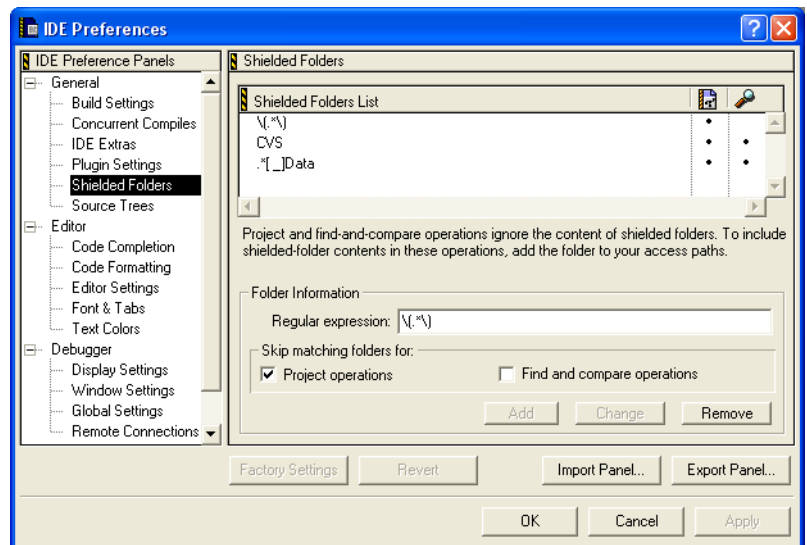 IDE Preferences
IDE Preference Panels
General
Build Settings
Concurrent Compiles
IDE Extras
Plugin Settings
Shielded Folders
Source Trees
Editor
Code Completion
Code Formatting
Editor Settings
Font & Tabs
Text Colors
Debugger
Display Settings
Window Settings
Global Settings
Remote Connections
Shielded Folders
Shielded Folders List
\(.*\)
CVS
.*[ _]Data
Project and find-and-compare operations ignore the content of shielded folders. To include
shielded-folder contents in these operations, add the folder to your access paths.
Folder Information
Regular expression: \(.*\)
Skip matching folders for:
Project operations
Find and compare operations
Add
Change
Remove
Factory Settings
Revert
Import Panel...
Export Panel...
OK
Cancel
Apply